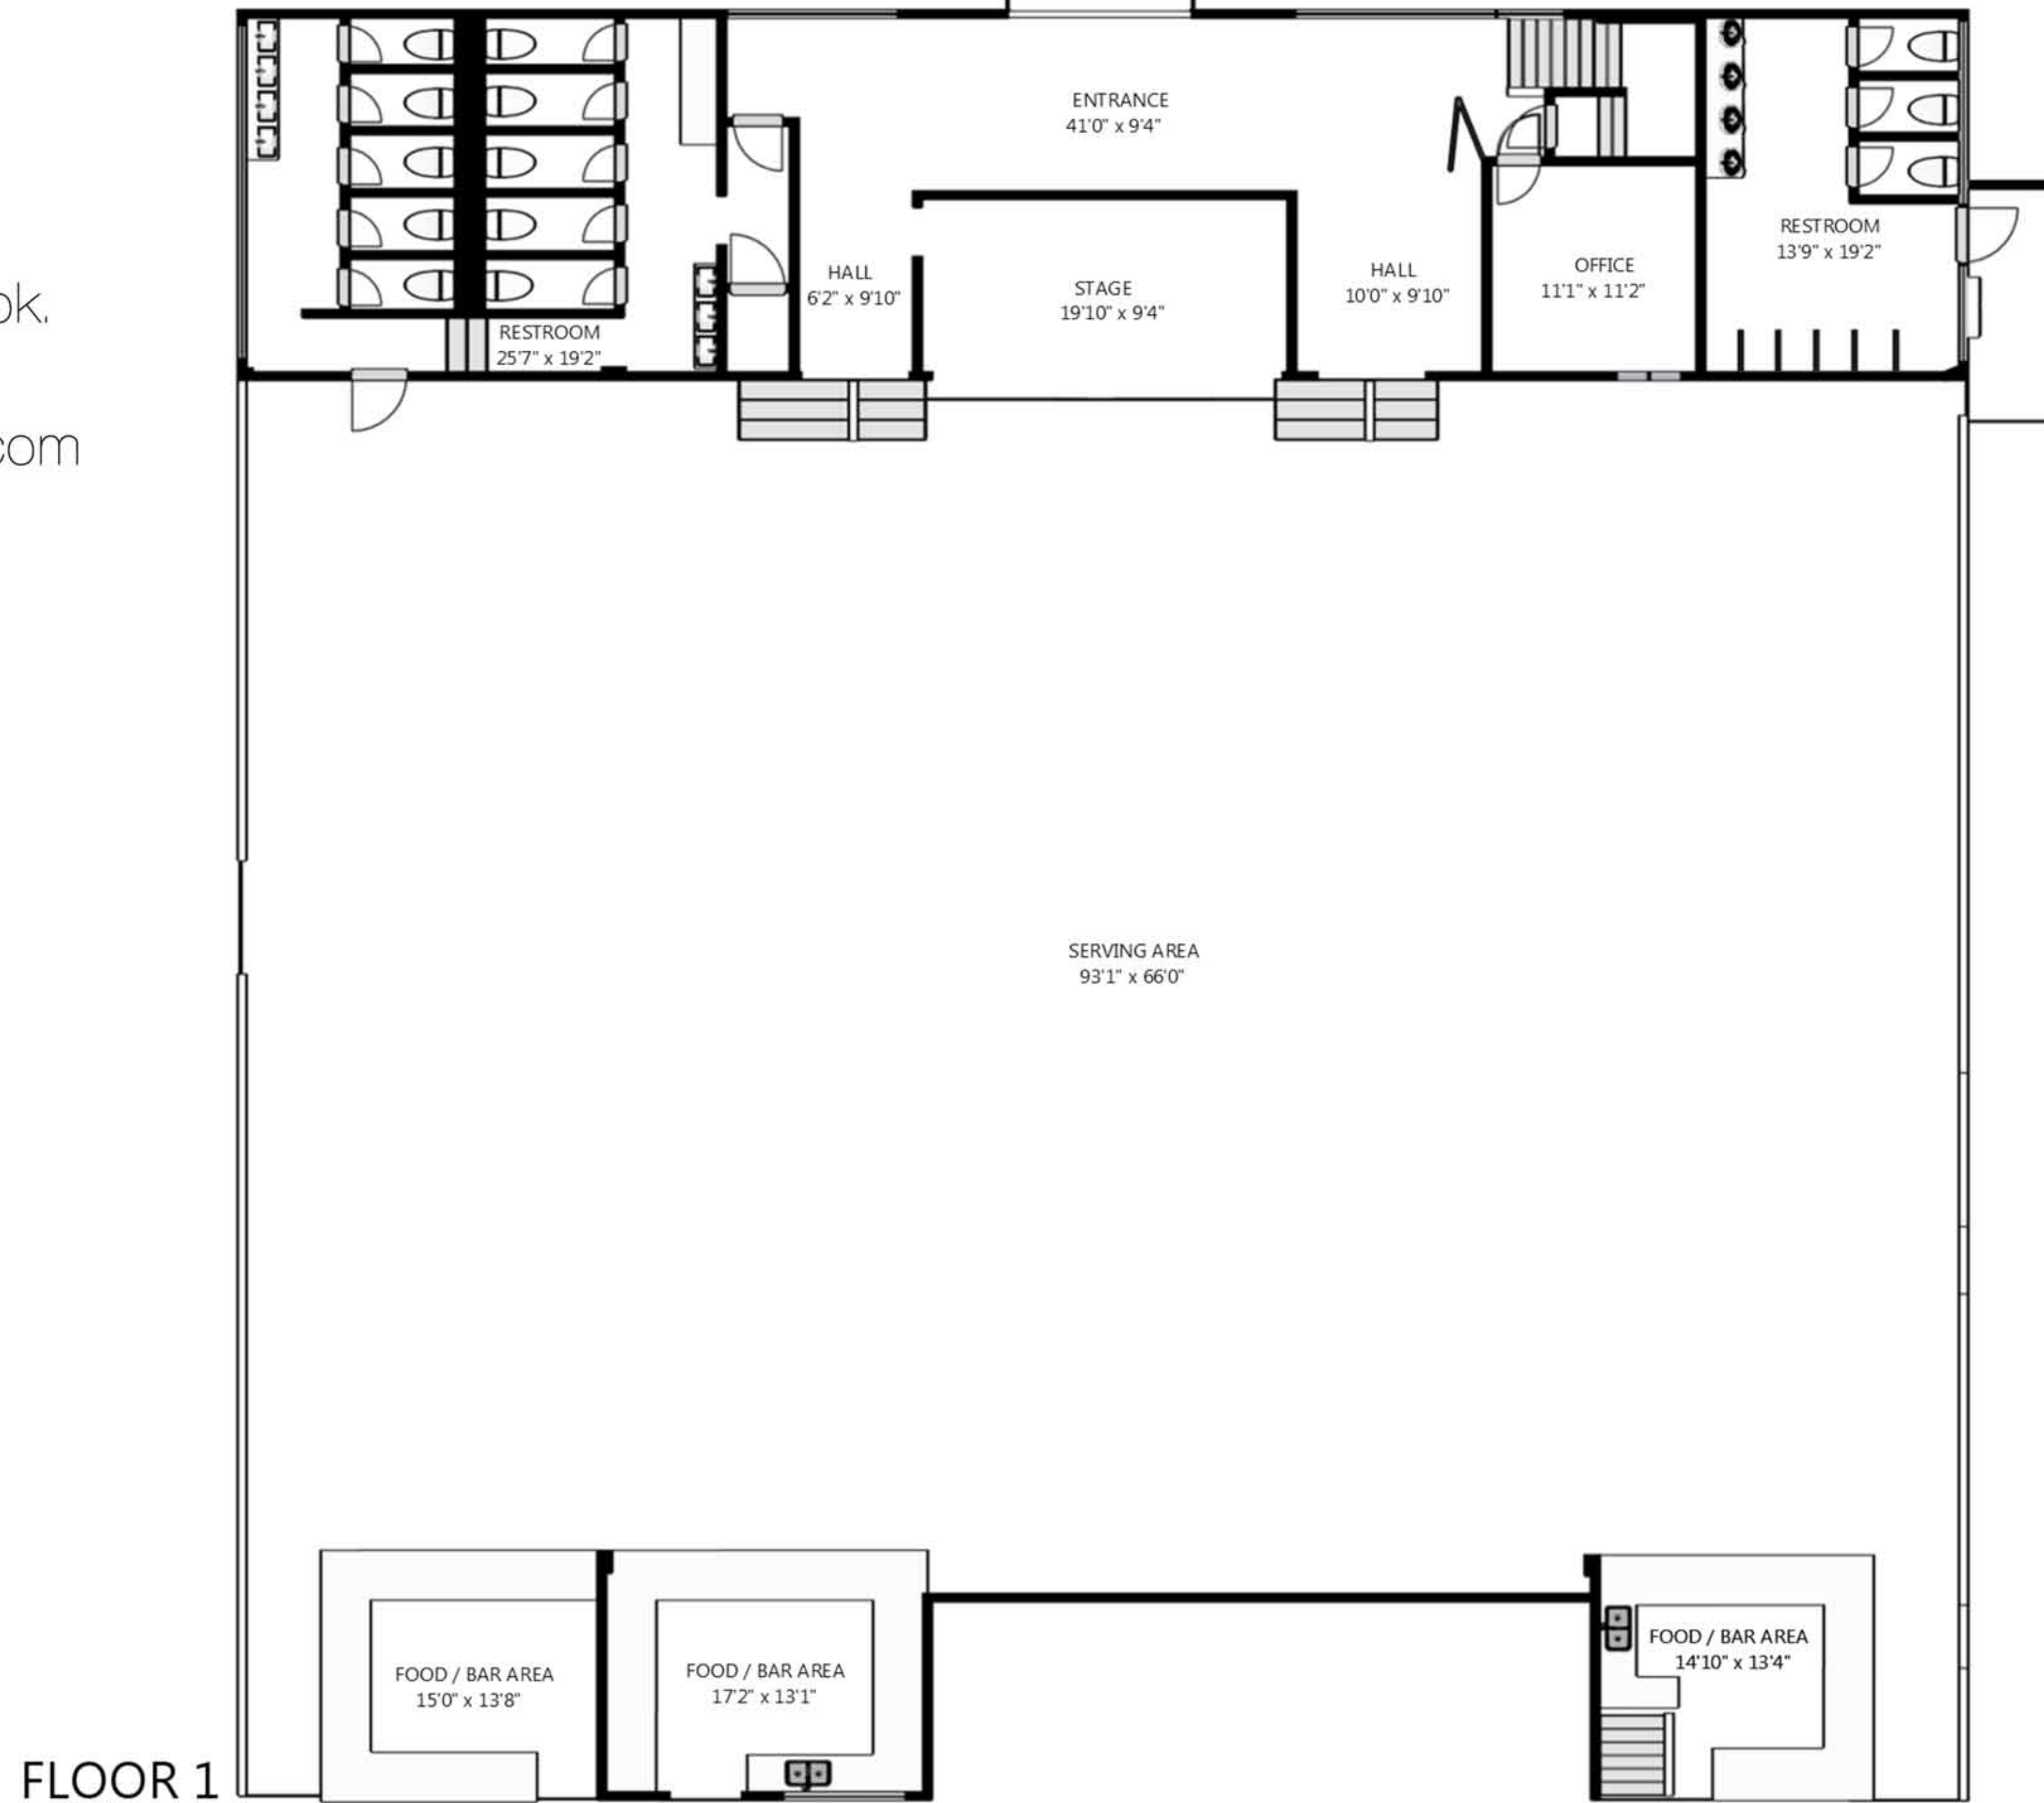 ENTRANCE
41'0" x 9'4"
RESTROOM
13'9" x 19'2"
OFFICE
11'1" x 11'2"
HALL
10'0" x 9'10"
HALL
6'2" x 9'10"
STAGE
19'10" x 9'4"
RESTROOM
25'7" x 19'2"
ok.
com
SERVING AREA
93'1" x 66'0"
FOOD / BAR AREA
15'0" x 13'8"
FOOD / BAR AREA
17'2" x 13'1"
FOOD / BAR AREA
14'10" x 13'4"
FLOOR 1